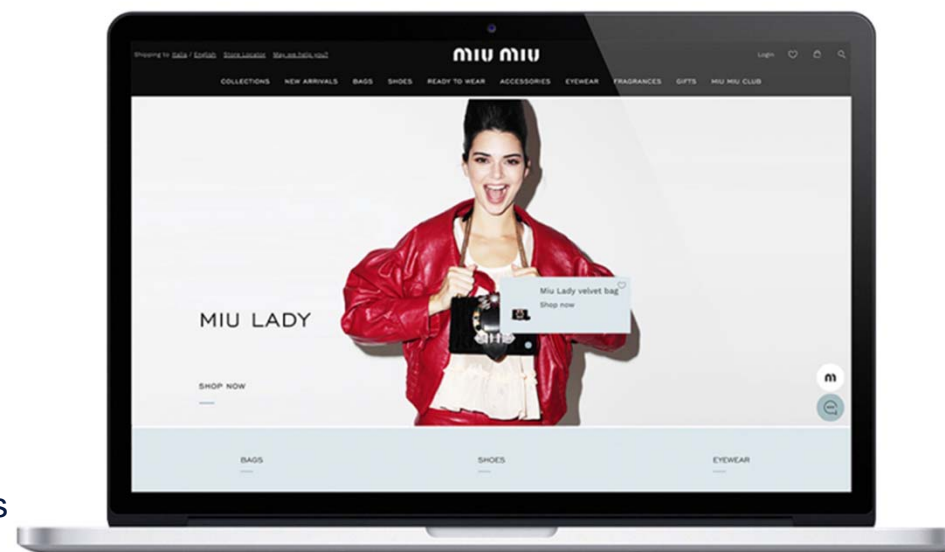 Shipping to Italia / English Store Locator May we help you?
miu miu
Login
COLLECTIONS NEW ARRIVALS BAGS SHOES READY TO WEAR ACCESSORIES EYEWEAR FRAGRANCES GIFTS MIU MIU CLUB
Miu Lady velvet bag
Shop now
MIU LADY
SHOP NOW
m
BAGS SHOES EYEWEAR
s